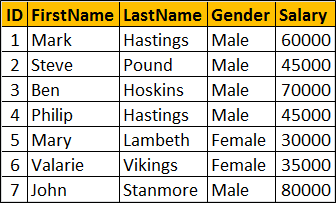 ID FirstName LastName Gender Salary
1 Mark Hastings Male 60000
2 Steve Pound Male 45000
3 Ben Hoskins Male 70000
4 Philip Hastings Male 45000
5 Mary Lambeth Female 30000
6 Valarie Vikings Female 35000
7 John Stanmore Male 80000